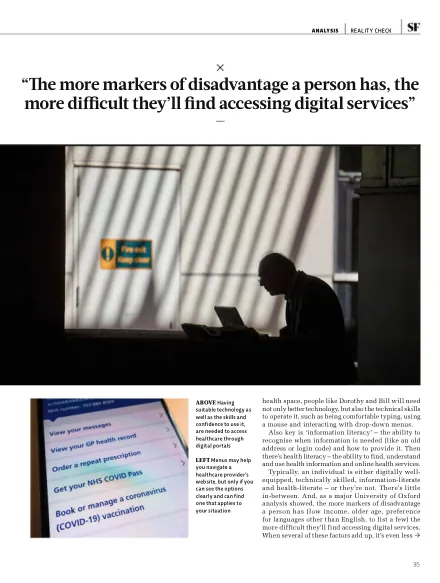 ANALYSIS | REALITY CHECK SF
“The more markers of disadvantage a person has, the
more difficult they’ll find accessing digital services”
Fire exit
Keep clear
View your messages
View your GP health record
Order a repeat prescription
Get your NHS COVID Pass
Book or manage a coronavirus
(COVID-19) vaccination
ABOVE Having
suitable technology as
well as the skills and
confidence to use it,
are needed to access
healthcare through
digital portals
LEFT Menus may help
you navigate a
healthcare provider’s
website, but only if you
can see the options
clearly and can find
one that applies to
your situation
health space, people like Dorothy and Bill will need
not only better technology, but also the technical skills
to operate it, such as being comfortable typing, using
a mouse and interacting with drop-down menus.
Also key is ‘information literacy’ – the ability to
recognise when information is needed (like an old
address or login code) and how to provide it. Then
there’s health literacy – the ability to find, understand
and use health information and online health services.
Typically, an individual is either digitally well-
equipped, technically skilled, information-literate
and health-literate – or they’re not. There’s little
in-between. And, as a major University of Oxford
analysis showed, the more markers of disadvantage
a person has (low income, older age, preference
for languages other than English, to list a few) the
more difficult they’ll find accessing digital services.
When several of these factors add up, it’s even less →
35